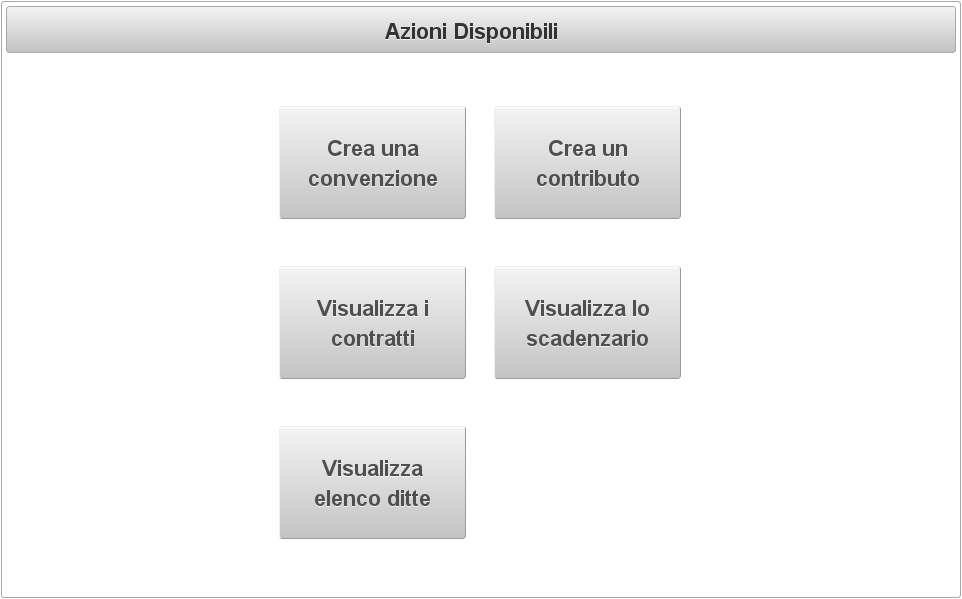 Azioni Disponibili
Crea una
convenzione
Crea un
contributo
Visualizza i
contratti
Visualizza lo
scadenzario
Visualizza
elenco ditte